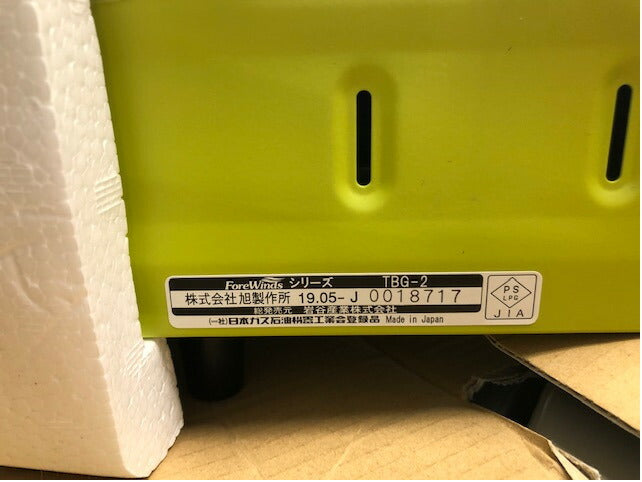 ForeWinds シリーズ TBG-2
株式会社旭製作所 19.05-J 0018717
総発売元 岩谷産業株式会社
(一社)日本ガス石油機器工業会登録品 Made in Japan
PS
LPG
JIA